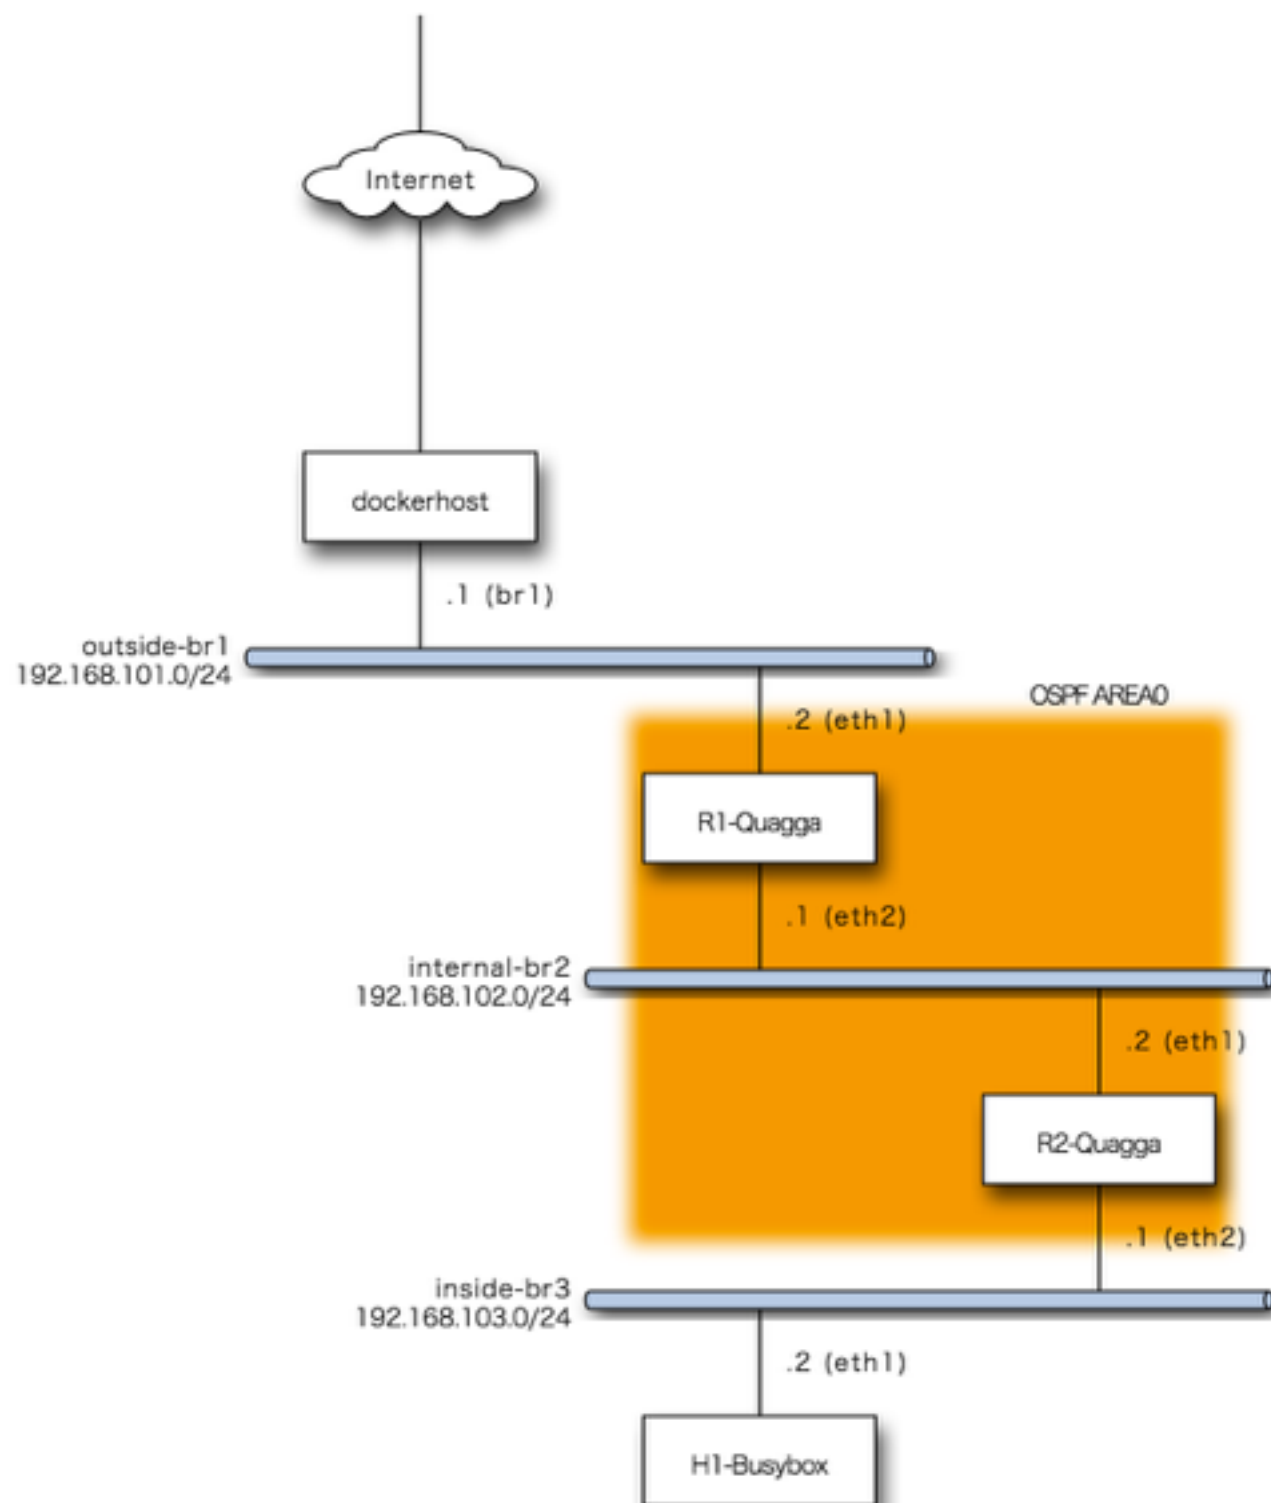 Internet
dockerhost
.1 (br1)
outside-br1
192.168.101.0/24
OSPF AREA0
.2 (eth1)
R1-Quagga
.1 (eth2)
internal-br2
192.168.102.0/24
.2 (eth1)
R2-Quagga
.1 (eth2)
inside-br3
192.168.103.0/24
.2 (eth1)
H1-Busybox